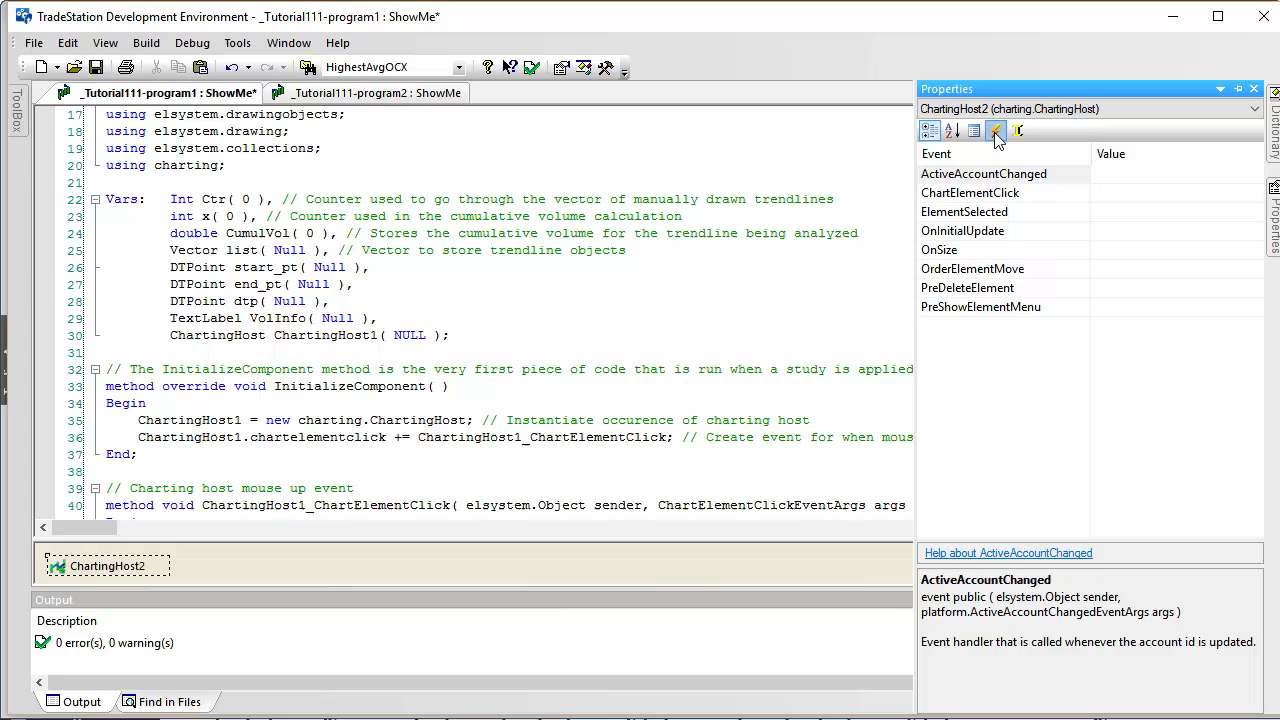 TradeStation Development Environment - _Tutorial111-program1 : ShowMe*
File Edit View Build Debug Tools Window Help
HighestAvgOCX
_Tutorial111-program1 : ShowMe* _Tutorial111-program2 : ShowMe
ToolBox
17 using elsystem.drawingobjects;
18 using elsystem.drawing;
19 using elsystem.collections;
20 using charting;
21
22 Vars: Int Ctr( 0 ), // Counter used to go through the vector of manually drawn trendlines
23 int x( 0 ), // Counter used in the cumulative volume calculation
24 double CumulVol( 0 ), // Stores the cumulative volume for the trendline being analyzed
25 Vector list( Null ), // Vector to store trendline objects
26 DTPoint start_pt( Null ),
27 DTPoint end_pt( Null ),
28 DTPoint dtp( Null ),
29 TextLabel VolInfo( Null ),
30 ChartingHost ChartingHost1( NULL );
31
32 // The InitializeComponent method is the very first piece of code that is run when a study is applied
33 method override void InitializeComponent( )
34 Begin
35 ChartingHost1 = new charting.ChartingHost; // Instantiate occurence of charting host
36 ChartingHost1.chartelementclick += ChartingHost1_ChartElementClick; // Create event for when mous
37 End;
38
39 // Charting host mouse up event
40 method void ChartingHost1_ChartElementClick( elsystem.Object sender, ChartElementClickEventArgs args
ChartingHost2
Output
Description
0 error(s), 0 warning(s)
Output Find in Files
Properties
ChartingHost2 (charting.ChartingHost)
Event Value
ActiveAccountChanged
ChartElementClick
ElementSelected
OnInitialUpdate
OnSize
OrderElementMove
PreDeleteElement
PreShowElementMenu
Help about ActiveAccountChanged
ActiveAccountChanged
event public ( elsystem.Object sender,
platform.ActiveAccountChangedEventArgs args )
Event handler that is called whenever the account id is updated.
Dictionary
Properties